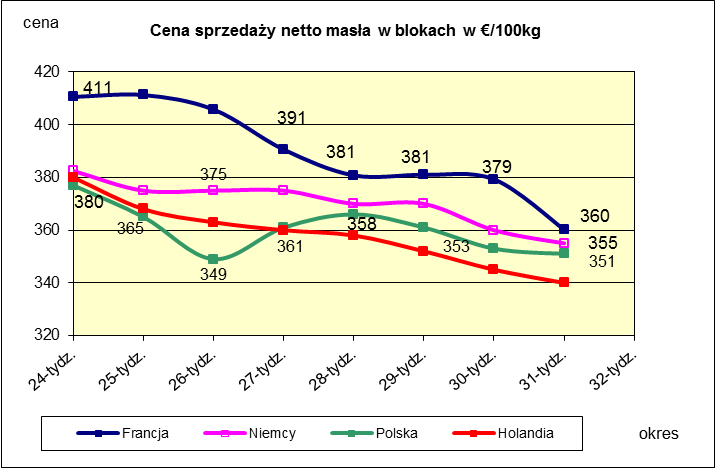 cena
Cena sprzedaży netto masła w blokach w €/100kg
420
400
380
360
340
320
411
391
381
381
379
360
375
355
380
365
349
361
358
353
351
24-tydz.
25-tydz.
26-tydz.
27-tydz.
28-tydz.
29-tydz.
30-tydz.
31-tydz.
32-tydz.
Francja
Niemcy
Polska
Holandia
okres